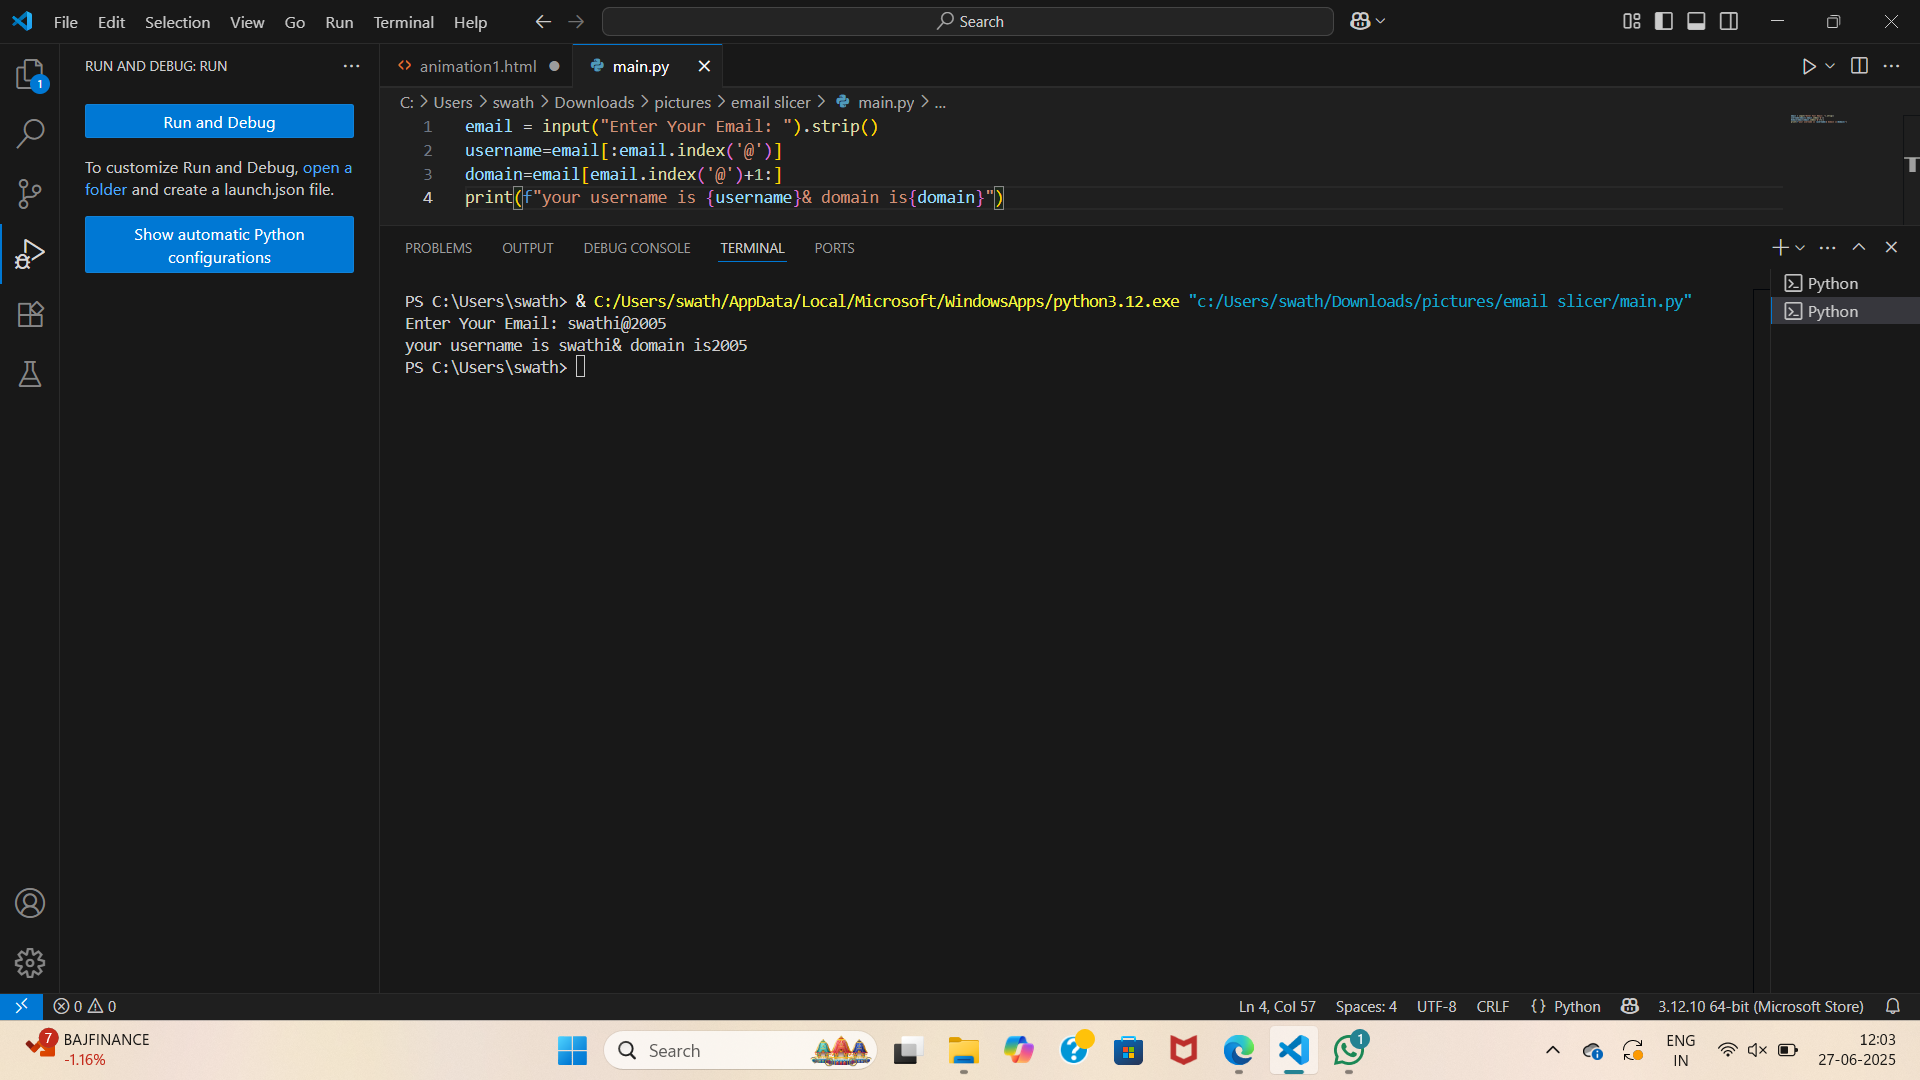 File Edit Selection View Go Run Terminal Help
Search
RUN AND DEBUG: RUN
Run and Debug
To customize Run and Debug, open a
folder and create a launch.json file.
Show automatic Python
configurations
1
animation1.html
main.py
C: > Users > swath > Downloads > pictures > email slicer > main.py > ...
1 email = input("Enter Your Email: ").strip()
2 username=email[:email.index('@')]
3 domain=email[email.index('@')+1:]
4 print(f"your username is {username}& domain is{domain}")
PROBLEMS OUTPUT DEBUG CONSOLE TERMINAL PORTS
PS C:\Users\swath> & C:/Users/swath/AppData/Local/Microsoft/WindowsApps/python3.12.exe "c:/Users/swath/Downloads/pictures/email slicer/main.py"
Enter Your Email: swathi@2005
your username is swathi& domain is2005
PS C:\Users\swath>
Python
Python
0 0
Ln 4, Col 57 Spaces: 4 UTF-8 CRLF {} Python 3.12.10 64-bit (Microsoft Store)
7
BAJFINANCE
-1.16%
Search
1
ENG
IN
12:03
27-06-2025